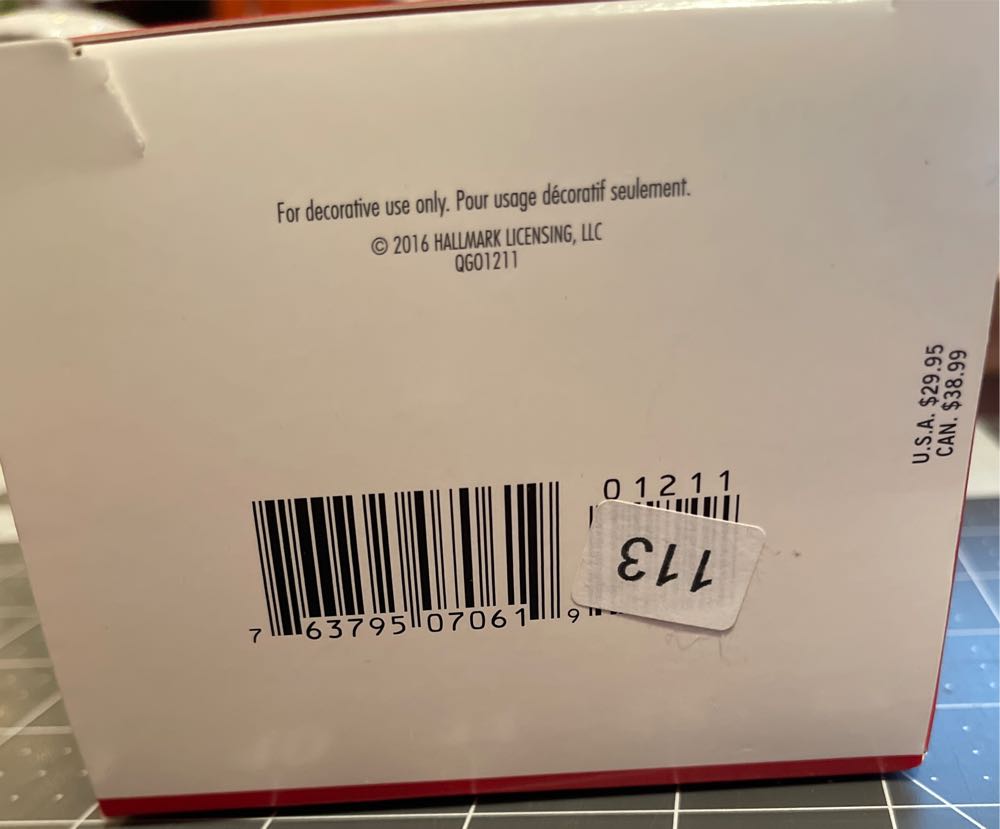 For decorative use only. Pour usage décoratif seulement.
© 2016 HALLMARK LICENSING, LLC
QGO1211
U.S.A. $29.95
CAN. $38.99
01211
113
7 63795 07061 9